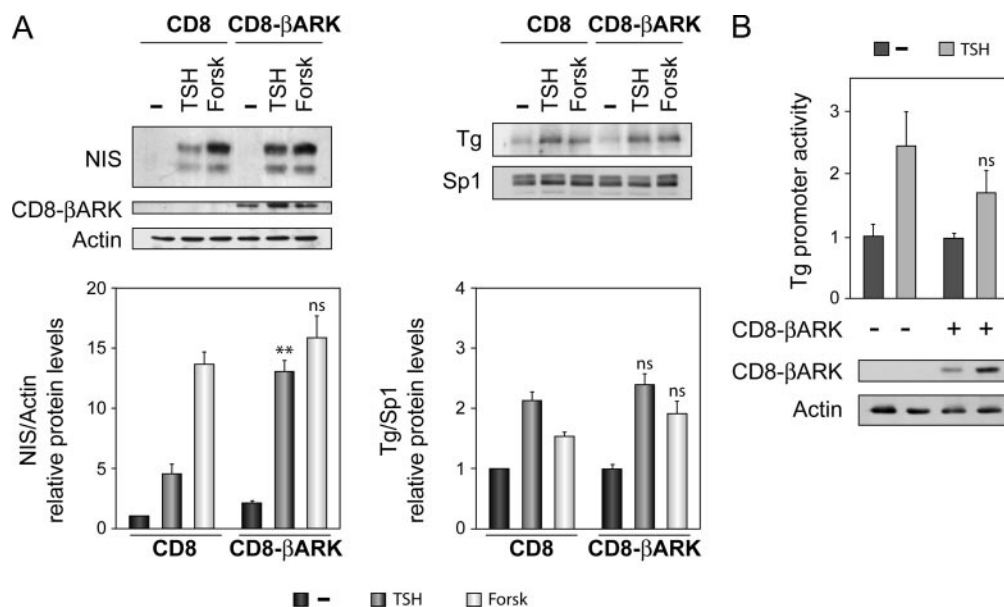 A
CD8 CD8-βARK
– TSH Forsk – TSH Forsk
NIS
CD8-βARK
Actin
20
15
10
5
0
NIS/Actin
relative protein levels
** ns
CD8 CD8-βARK
CD8 CD8-βARK
– TSH Forsk – TSH Forsk
Tg
Sp1
4
3
2
1
0
Tg/Sp1
relative protein levels
ns ns
CD8 CD8-βARK
– TSH Forsk
B
– TSH
3
2
1
0
Tg promoter activity
ns
CD8-βARK – – + +
CD8-βARK
Actin